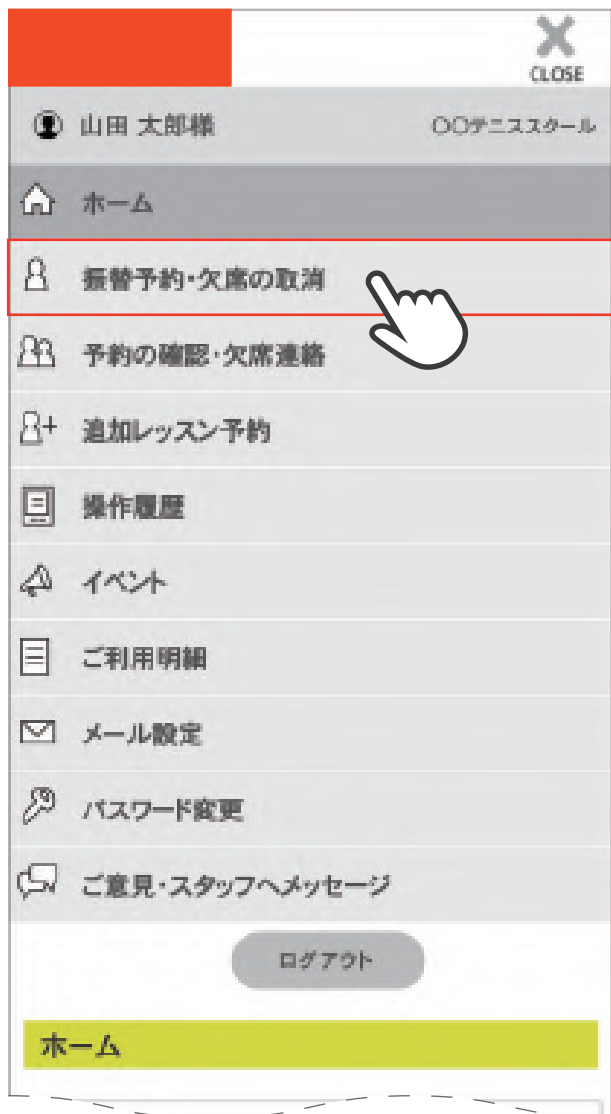 CLOSE
山田 太郎様 〇〇テニススクール
ホーム
振替予約・欠席の取消
予約の確認・欠席連絡
追加レッスン予約
操作履歴
イベント
ご利用明細
メール設定
パスワード変更
ご意見・スタッフへメッセージ
ログアウト
ホーム